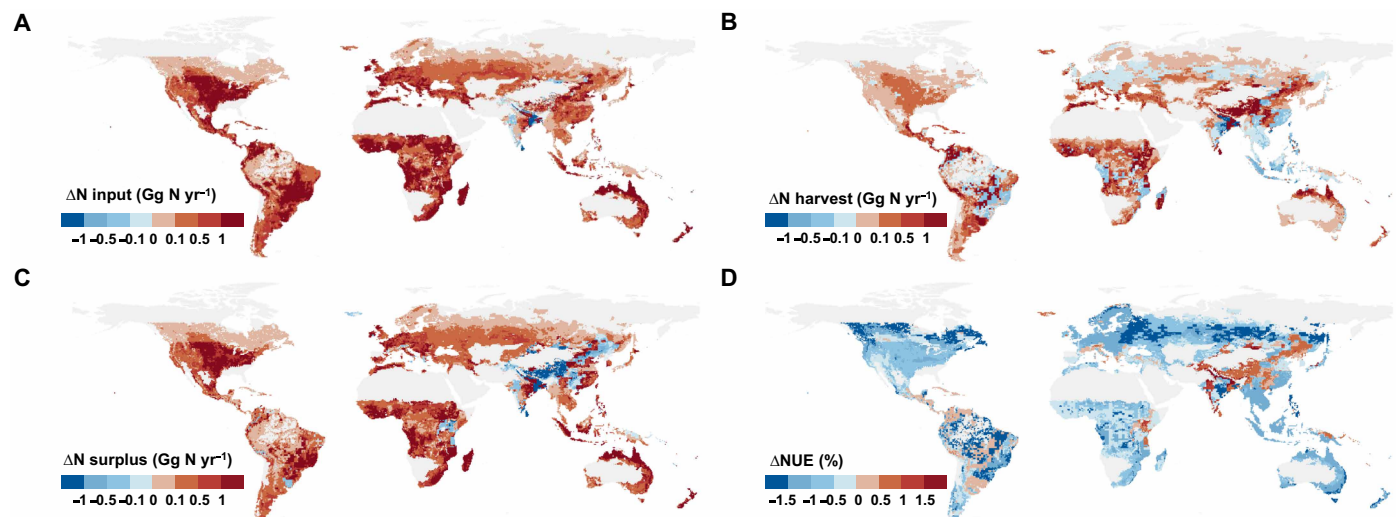 A
B
ΔN input (Gg N yr⁻¹)
−1 −0.5 −0.1 0 0.1 0.5 1
ΔN harvest (Gg N yr⁻¹)
−1 −0.5 −0.1 0 0.1 0.5 1
C
D
ΔN surplus (Gg N yr⁻¹)
−1 −0.5 −0.1 0 0.1 0.5 1
ΔNUE (%)
−1.5 −1 −0.5 0 0.5 1 1.5